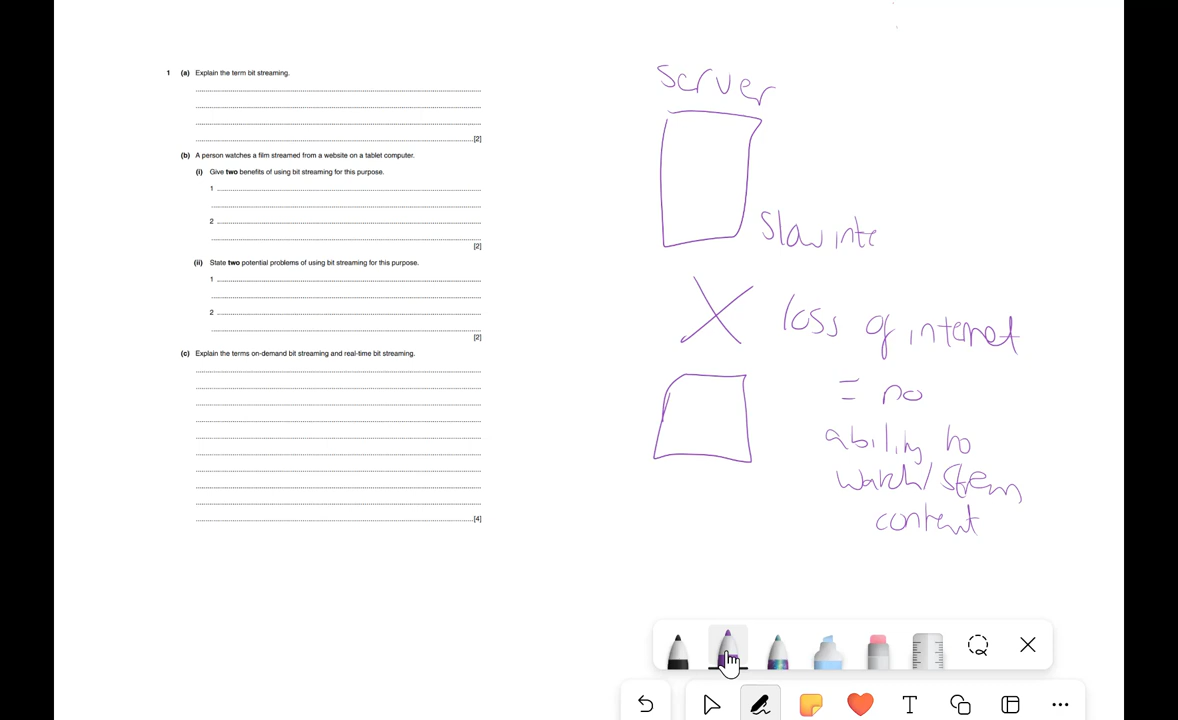 1 (a) Explain the term bit streaming.
[2]
(b) A person watches a film streamed from a website on a tablet computer.
(i) Give two benefits of using bit streaming for this purpose.
1
2
[2]
(ii) State two potential problems of using bit streaming for this purpose.
1
2
[2]
(c) Explain the terms on-demand bit streaming and real-time bit streaming.
[4]
Server
Slow inte
loss of internet
= no
ability to
watch/
content
T